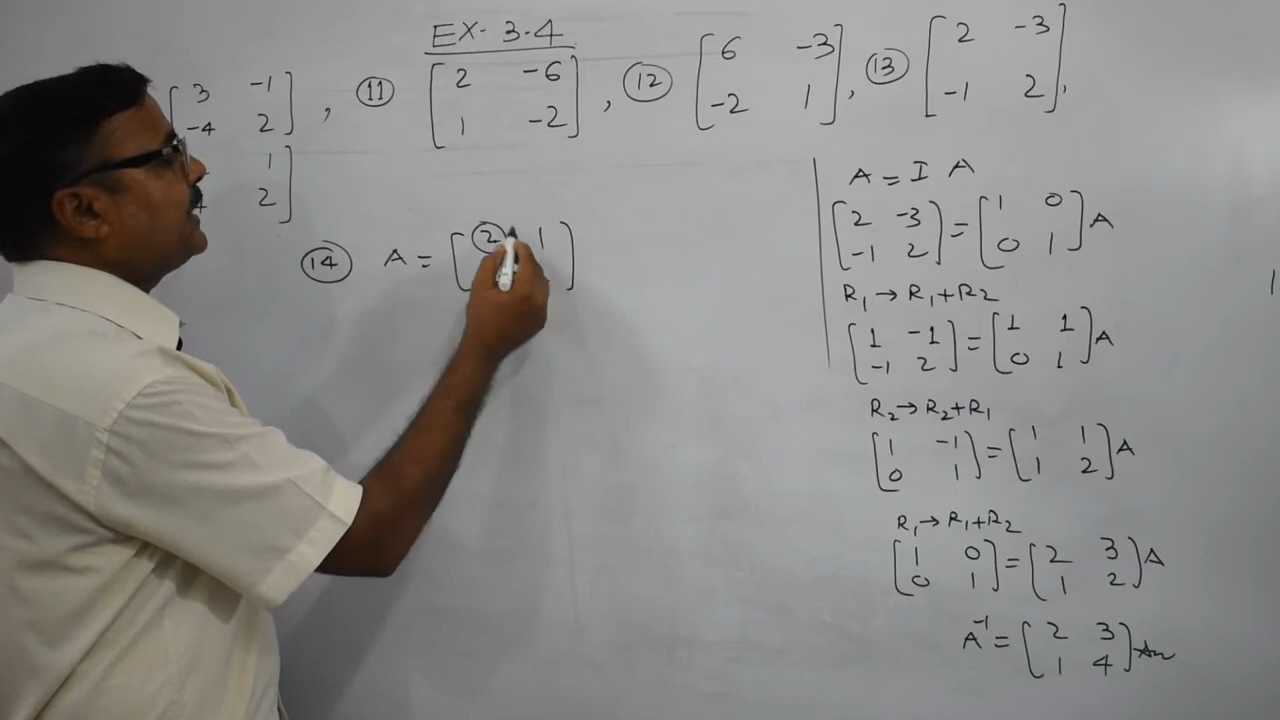 EX- 3.4
[3 -1] , ⑪ [2 -6] , ⑫ [6 -3] , ⑬ [2 -3] ,
[-4 2] [1 -2] [-2 1] [-1 2]
1]
2]
⑭ A = [2 1]
A = I A
[2 -3] = [1 0] A
[-1 2] [0 1]
R₁ → R₁+R₂
[1 -1] = [1 1] A
[-1 2] [0 1]
R₂ → R₂+R₁
[1 -1] = [1 1] A
[0 1] [1 2]
R₁ → R₁+R₂
[1 0] = [2 3] A
[0 1] [1 2]
A⁻¹ = [2 3] An
[1 4]